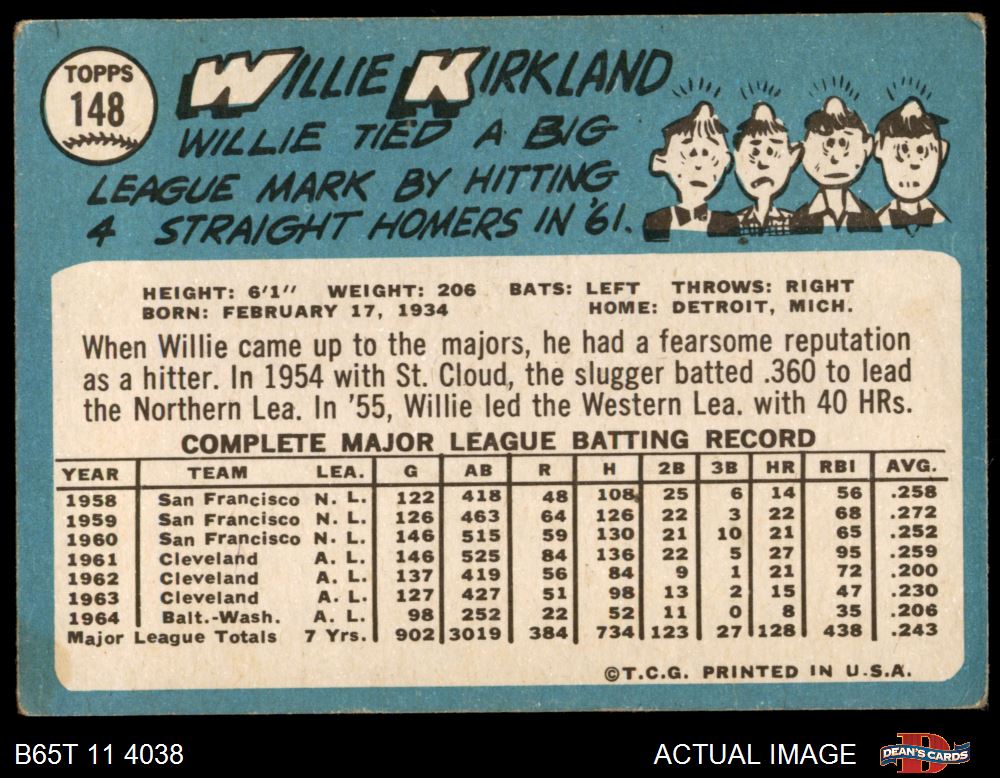 TOPPS
148
WILLIE KIRKLAND
WILLIE TIED A BIG
LEAGUE MARK BY HITTING
4 STRAIGHT HOMERS IN '61.
HEIGHT: 6'1" WEIGHT: 206 BATS: LEFT THROWS: RIGHT
BORN: FEBRUARY 17, 1934 HOME: DETROIT, MICH.
When Willie came up to the majors, he had a fearsome reputation
as a hitter. In 1954 with St. Cloud, the slugger batted .360 to lead
the Northern Lea. In '55, Willie led the Western Lea. with 40 HRs.
COMPLETE MAJOR LEAGUE BATTING RECORD
YEAR TEAM LEA. G AB R H 2B 3B HR RBI AVG.
1958 San Francisco N. L. 122 418 48 108 25 6 14 56 .258
1959 San Francisco N. L. 126 463 64 126 22 3 22 68 .272
1960 San Francisco N. L. 146 515 59 130 21 10 21 65 .252
1961 Cleveland A. L. 146 525 84 136 22 5 27 95 .259
1962 Cleveland A. L. 137 419 56 84 9 1 21 72 .200
1963 Cleveland A. L. 127 427 51 98 13 2 15 47 .230
1964 Balt.-Wash. A. L. 98 252 22 52 11 0 8 35 .206
Major League Totals 7 Yrs. 902 3019 384 734 123 27 128 438 .243
©T.C.G. PRINTED IN U.S.A.
B65T 11 4038 ACTUAL IMAGE DEAN'S CARDS